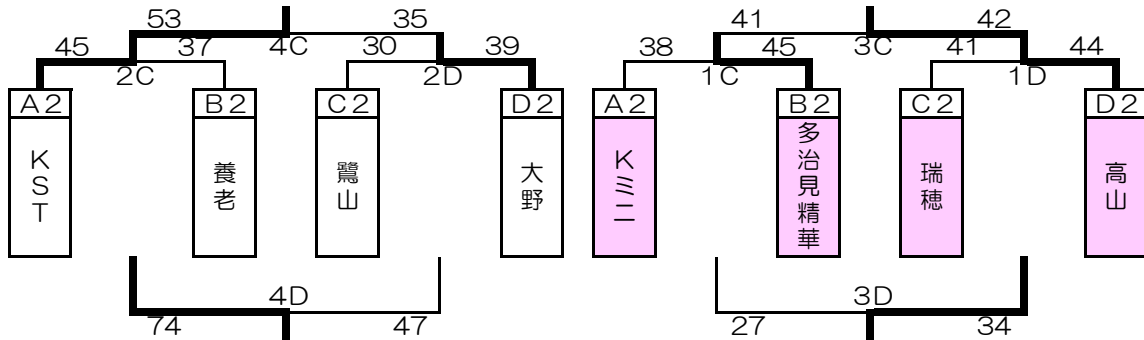 53 35 41 42
45 37 4C 30 39 38 45 3C 41 44
2C 2D 1C 1D
A2 B2 C2 D2 A2 B2 C2 D2
KST 養老 鷺山 大野 Kミニ 多治見精華 瑞穂 高山
4D 3D
74 47 27 34